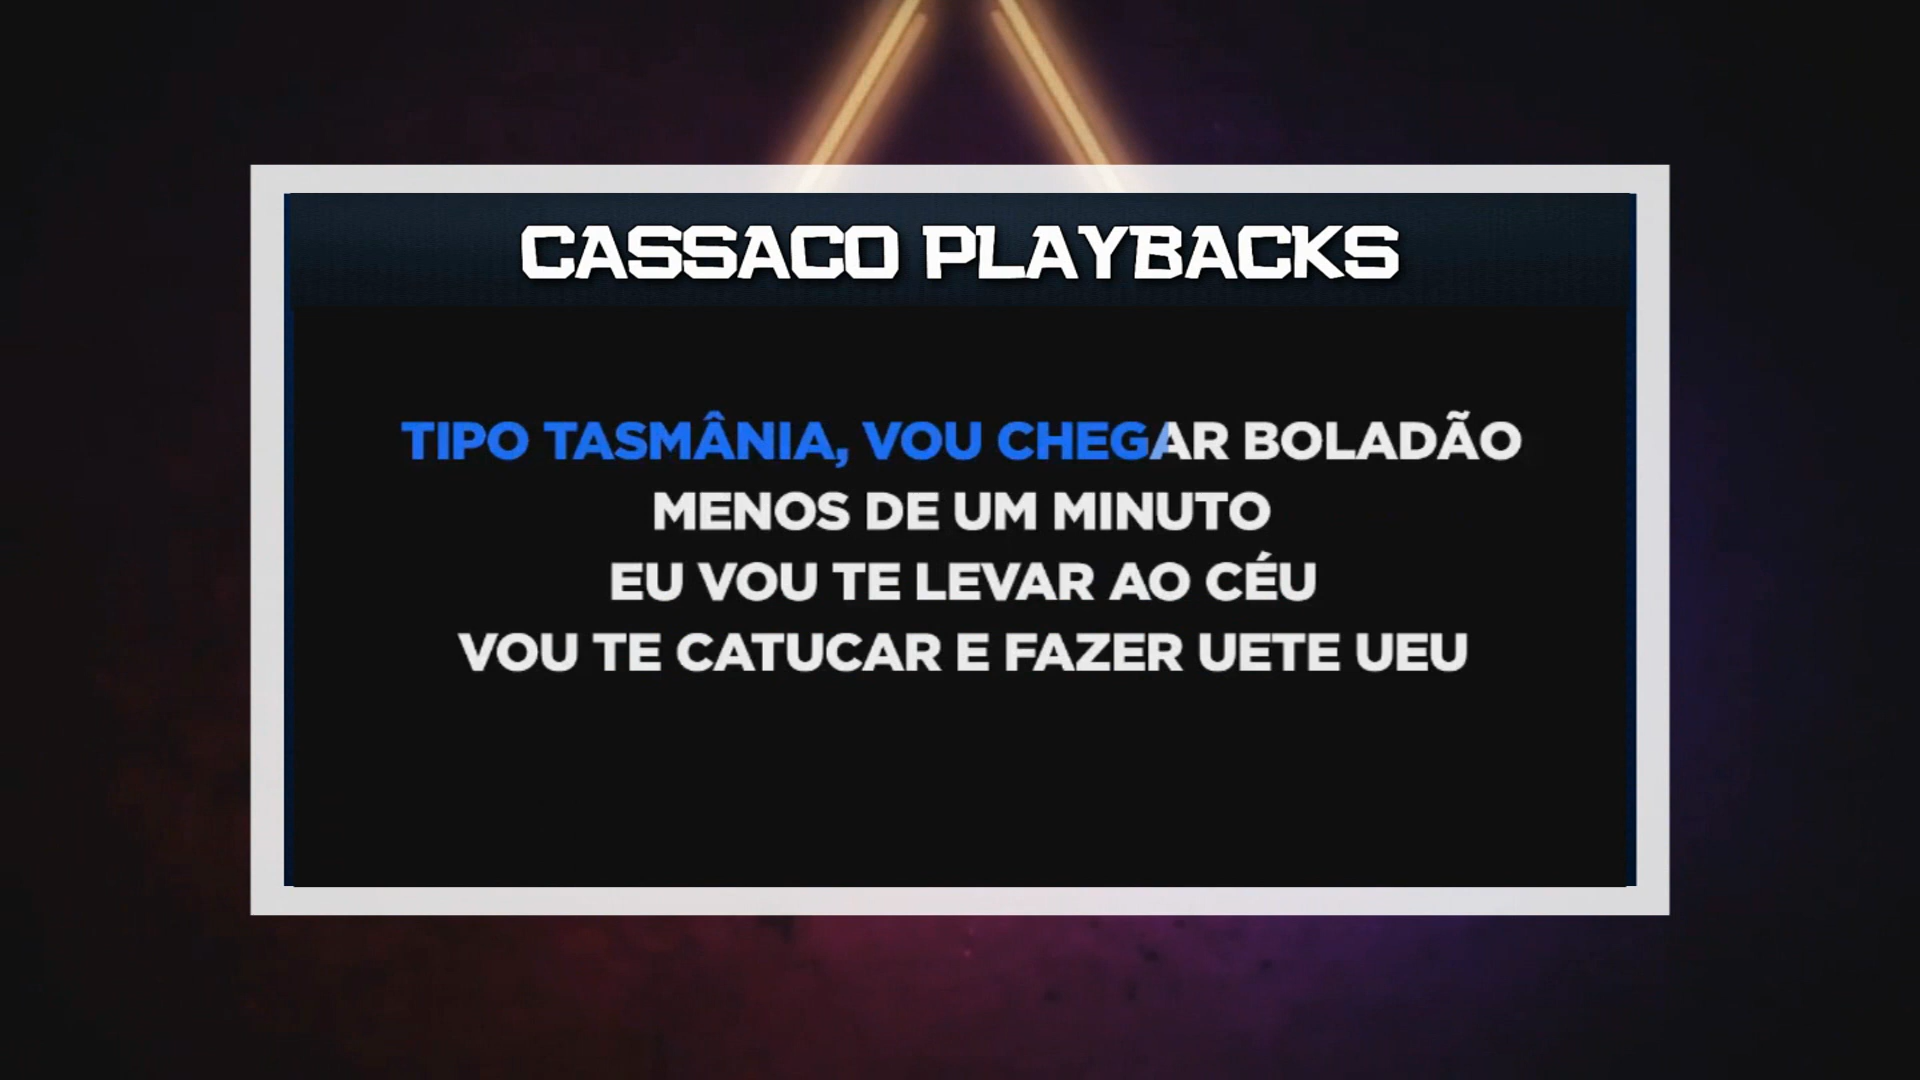 CASSACO PLAYBACKS
TIPO TASMÂNIA, VOU CHEGAR BOLADÃO
MENOS DE UM MINUTO
EU VOU TE LEVAR AO CÉU
VOU TE CATUCAR E FAZER UETE UEU